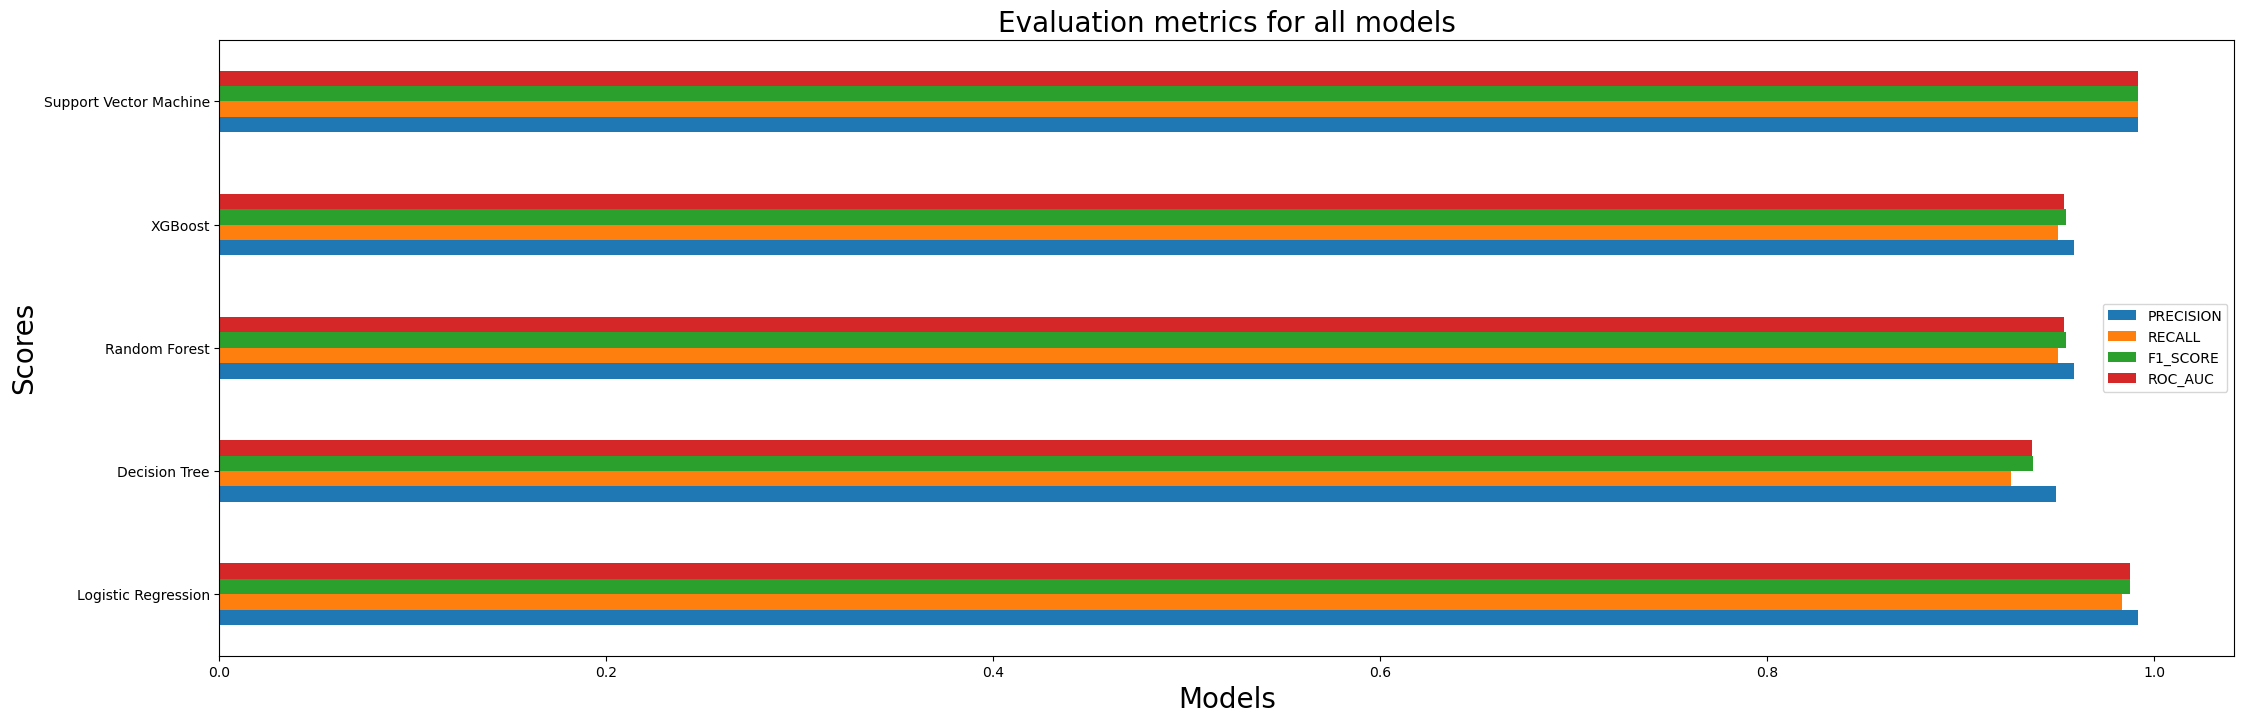 Evaluation metrics for all models
Support Vector Machine
XGBoost
Random Forest
Decision Tree
Logistic Regression
Scores
PRECISION
RECALL
F1_SCORE
ROC_AUC
0.0 0.2 0.4 0.6 0.8 1.0
Models